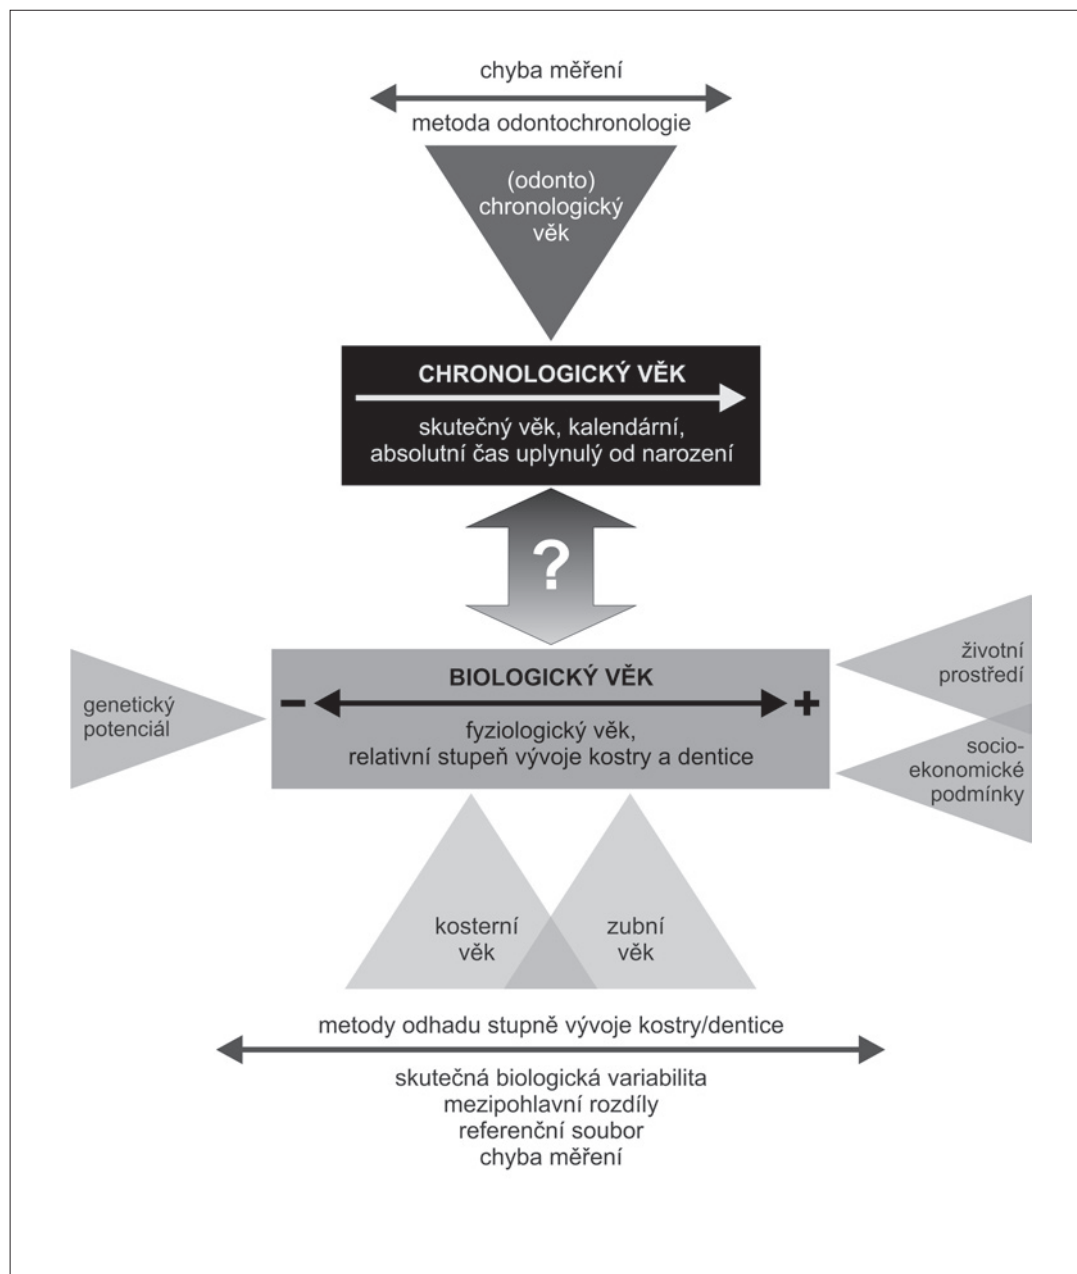 chyba měření
metoda odontochronologie
(odonto)
chronologický
věk
CHRONOLOGICKÝ VĚK
skutečný věk, kalendární,
absolutní čas uplynulý od narození
?
genetický
potenciál
BIOLOGICKÝ VĚK
– +
fyziologický věk,
relativní stupeň vývoje kostry a dentice
životní
prostředí
socio-
ekonomické
podmínky
kosterní
věk
zubní
věk
metody odhadu stupně vývoje kostry/dentice
skutečná biologická variabilita
mezipohlavní rozdíly
referenční soubor
chyba měření